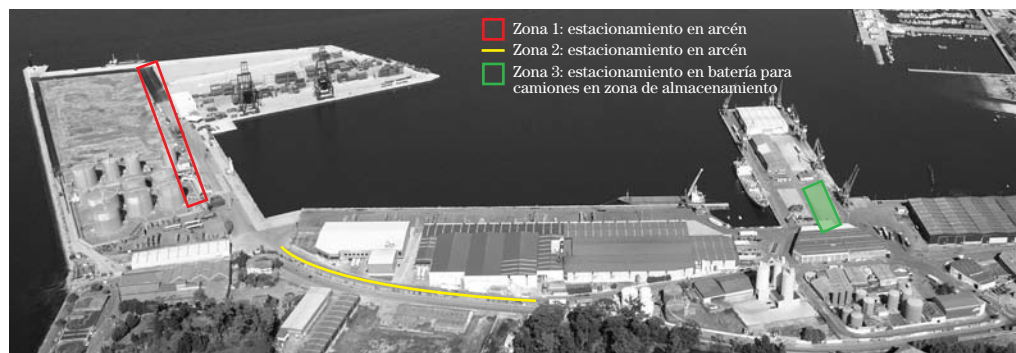 Zona 1: estacionamiento en arcén
Zona 2: estacionamiento en arcén
Zona 3: estacionamiento en batería para
camiones en zona de almacenamiento